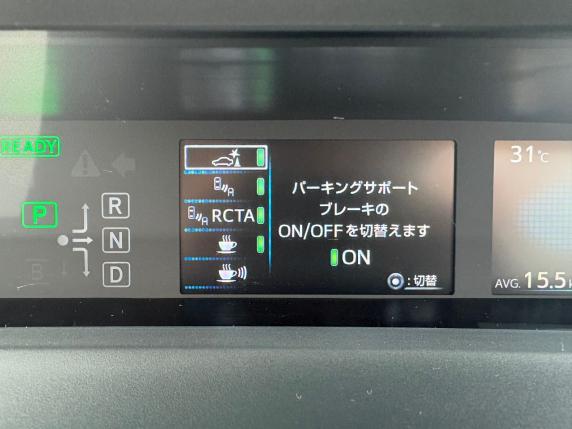 READY
P
R
N
D
B
A
A RCTA
パーキングサポート
ブレーキの
ON/OFFを切替えます
ON
:切替
31℃
AVG. 15.5